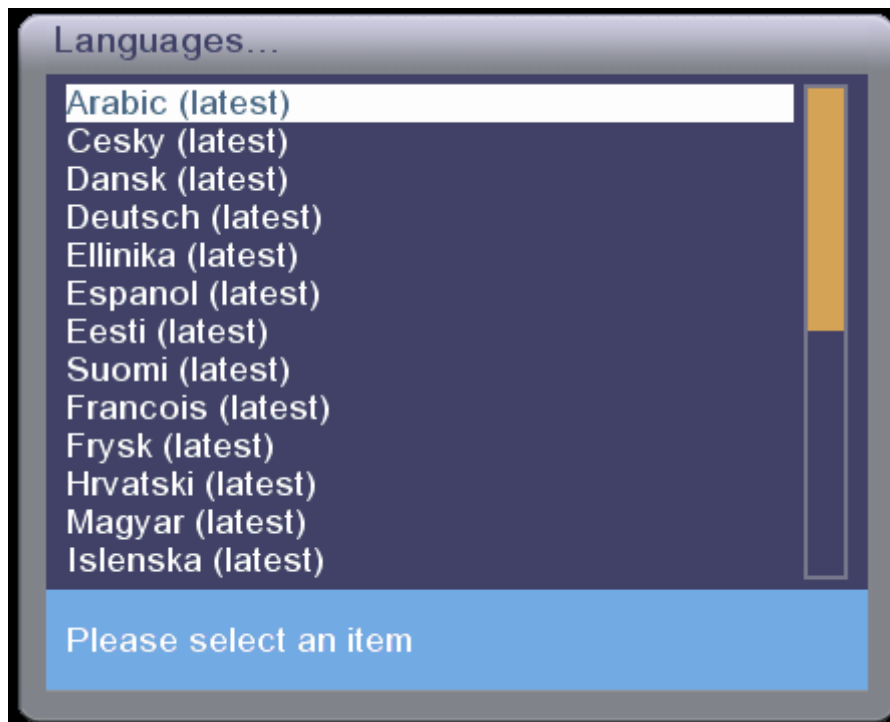 Languages...
Arabic (latest)
Cesky (latest)
Dansk (latest)
Deutsch (latest)
Ellinika (latest)
Espanol (latest)
Eesti (latest)
Suomi (latest)
Francois (latest)
Frysk (latest)
Hrvatski (latest)
Magyar (latest)
Islenska (latest)
Please select an item